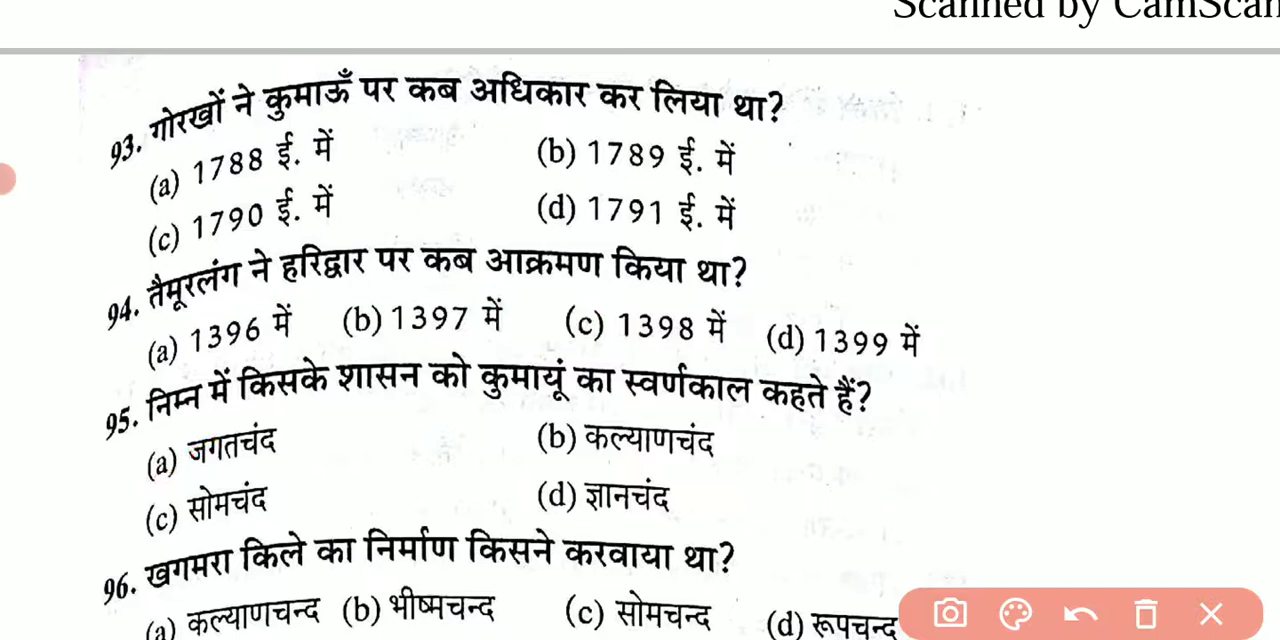 Scanned by CamScan
93. गोरखों ने कुमाऊँ पर कब अधिकार कर लिया था?
(a) 1788 ई. में (b) 1789 ई. में
(c) 1790 ई. में (d) 1791 ई. में
94. तैमूरलंग ने हरिद्वार पर कब आक्रमण किया था?
(a) 1396 में (b) 1397 में (c) 1398 में (d) 1399 में
95. निम्न में किसके शासन को कुमायूं का स्वर्णकाल कहते हैं?
(a) जगतचंद (b) कल्याणचंद
(c) सोमचंद (d) ज्ञानचंद
96. खगमरा किले का निर्माण किसने करवाया था?
(a) कल्याणचन्द (b) भीष्मचन्द (c) सोमचन्द (d) रूपचन्द